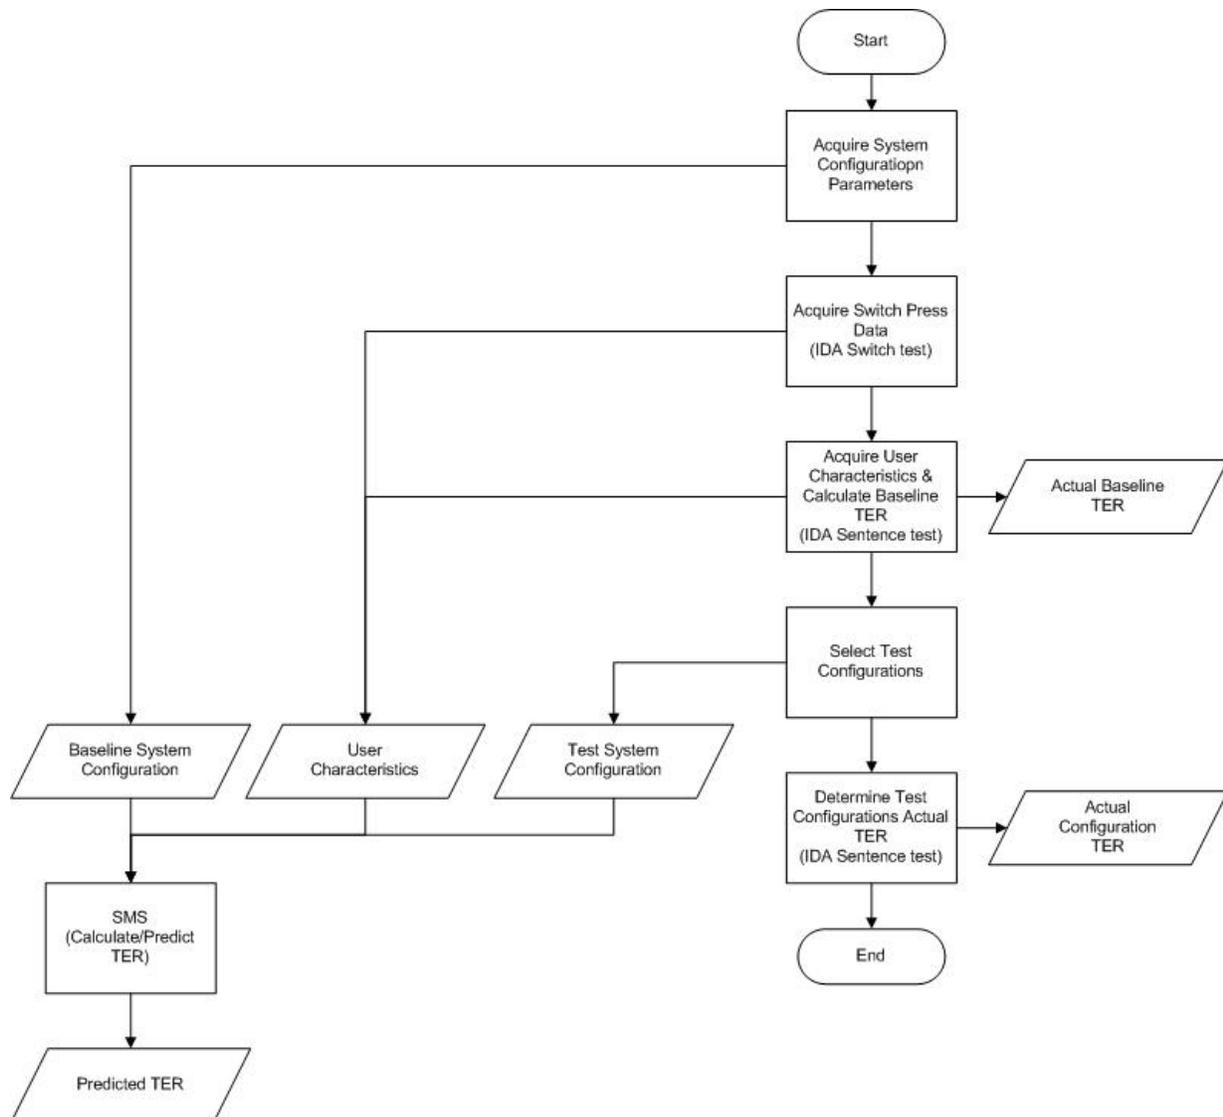 Start
Acquire System
Configuratiopn
Parameters
Acquire Switch Press
Data
(IDA Switch test)
Acquire User
Characteristics &
Calculate Baseline
TER
(IDA Sentence test)
Actual Baseline
TER
Select Test
Configurations
Baseline System
Configuration
User
Characteristics
Test System
Configuration
Determine Test
Configurations Actual
TER
(IDA Sentence test)
Actual
Configuration
TER
SMS
(Calculate/Predict
TER)
End
Predicted TER